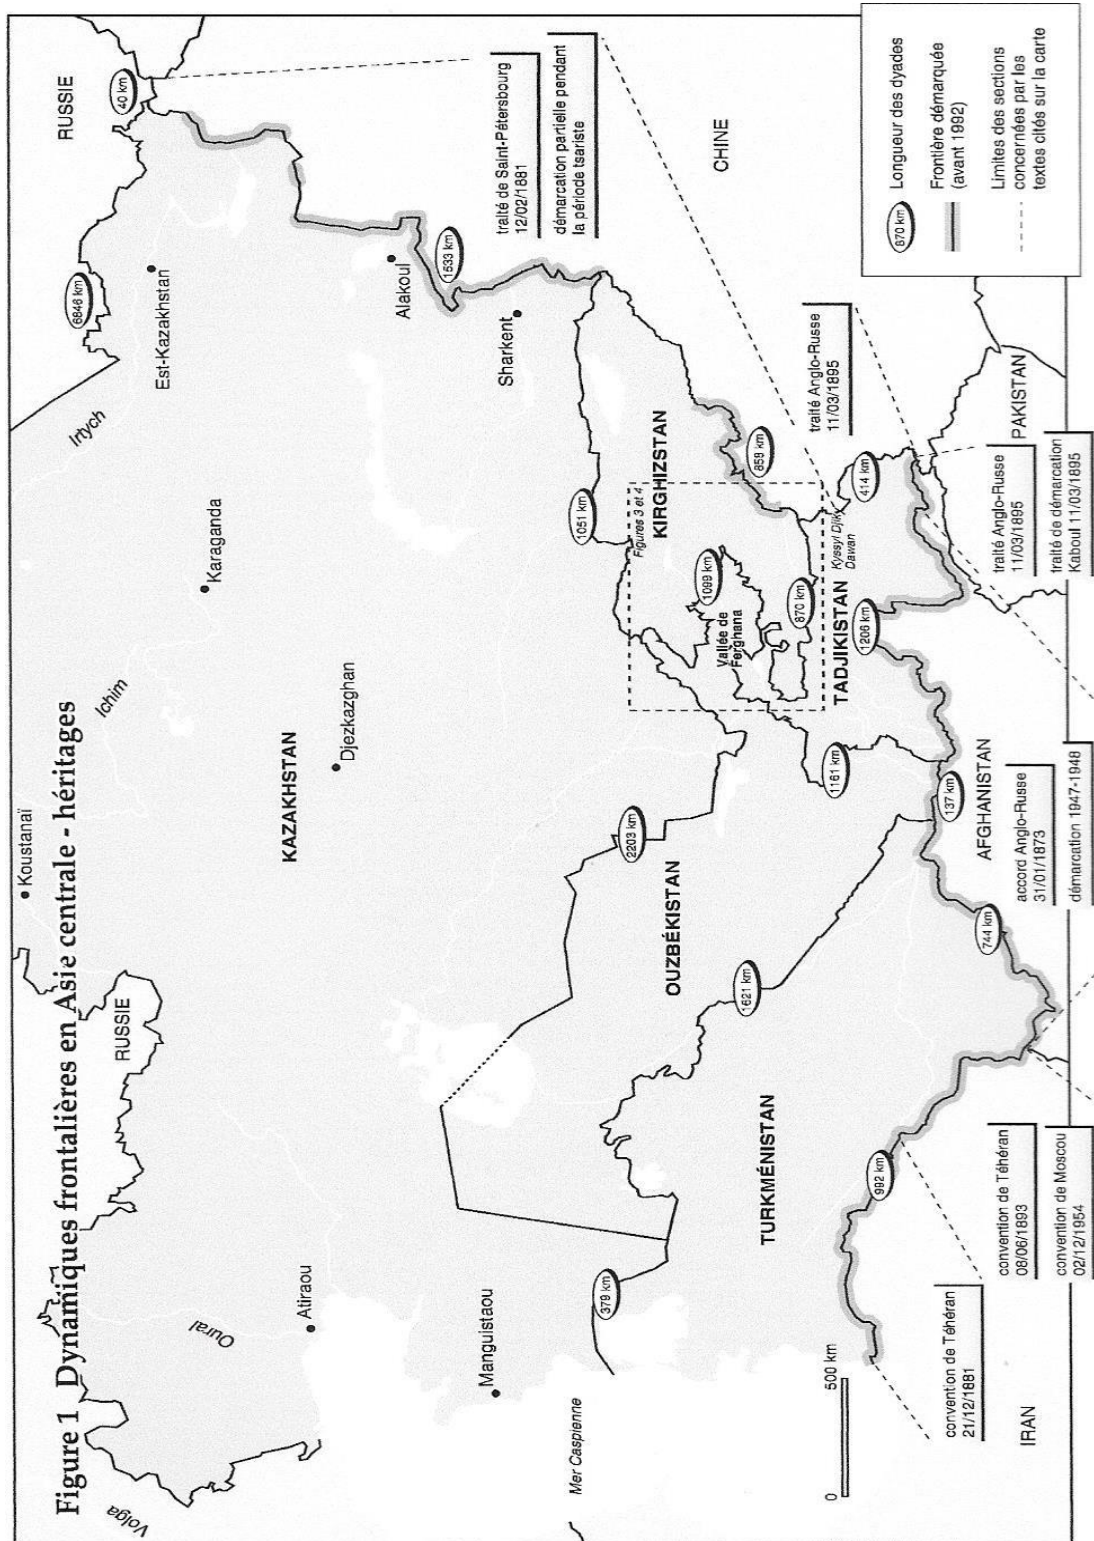 Figure 1 Dynamiques frontalières en Asie centrale - héritages
Volga
Oural
Atiraou
Manguistaou
Mer Caspienne
RUSSIE
Koustanaï
Ichim
Irtych
KAZAKHSTAN
Djezkazghan
Karaganda
Est-Kazakhstan
6846 km
RUSSIE
40 km
Alakoul
Sharkent
1533 km
379 km
2203 km
1051 km
Figures 3 et 4
KIRGHIZSTAN
1099 km
Vallée de
Ferghana
870 km
858 km
OUZBÉKISTAN
1621 km
1161 km
TADJIKISTAN
Kyssyl Djik
Dawan
414 km
1206 km
TURKMÉNISTAN
992 km
744 km
137 km
AFGHANISTAN
IRAN
PAKISTAN
CHINE
traité de Saint-Pétersbourg
12/02/1881
démarcation partielle pendant
la période tsariste
traité Anglo-Russe
11/03/1895
traité Anglo-Russe
11/03/1895
traité de démarcation
Kaboul 11/03/1895
accord Anglo-Russe
31/01/1873
démarcation 1947-1948
convention de Téhéran
08/06/1893
convention de Moscou
02/12/1954
convention de Téhéran
21/12/1881
0
500 km
870 km
Longueur des dyades
Frontière démarquée
(avant 1992)
Limites des sections
concernées par les
textes cités sur la carte